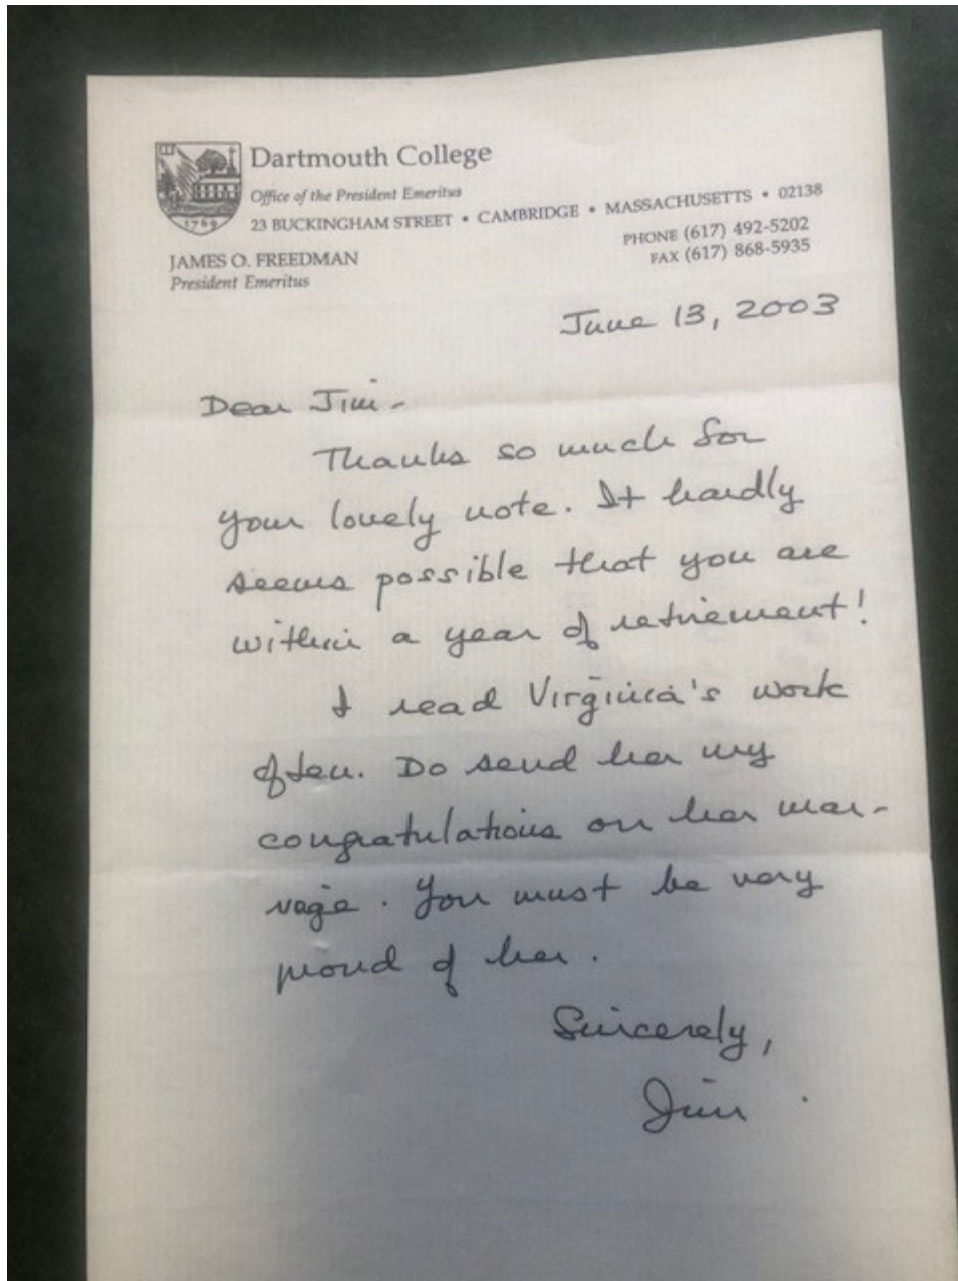 Dartmouth College
Office of the President Emeritus
23 BUCKINGHAM STREET • CAMBRIDGE • MASSACHUSETTS • 02138
PHONE (617) 492-5202
FAX (617) 868-5935
1769
JAMES O. FREEDMAN
President Emeritus
June 13, 2003
Dear Jim -
Thanks so much for
your lovely note. It hardly
seems possible that you are
within a year of retirement!
I read Virginia's work
often. Do send her my
congratulations on her mar-
riage. You must be very
proud of her.
Sincerely,
Jim